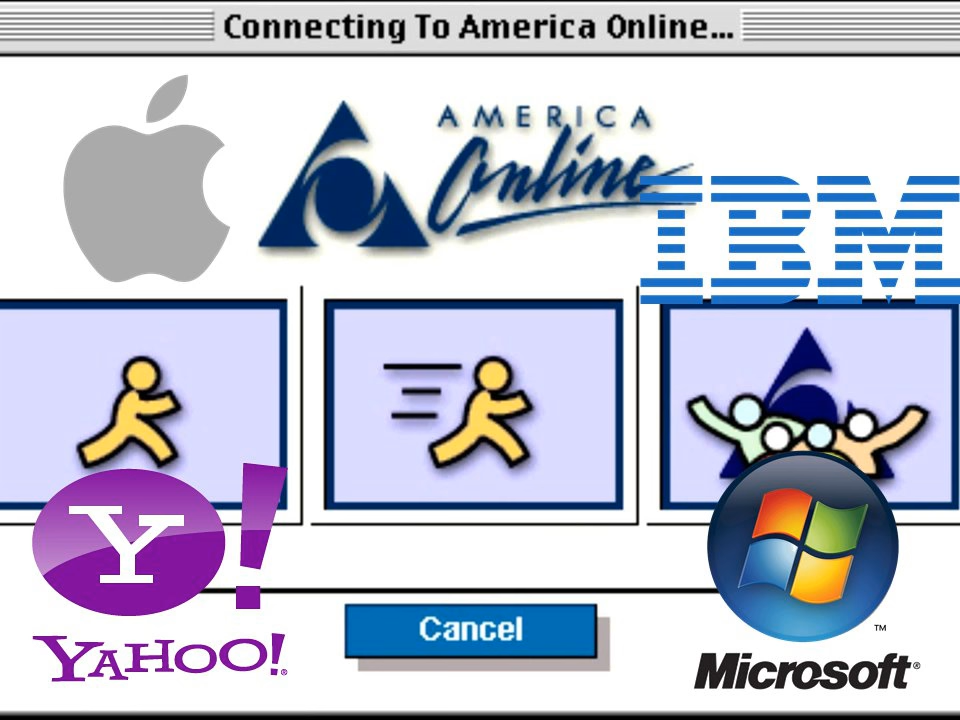 Connecting To America Online...
AMERICA
Online
IBM
Y!
YAHOO!®
Cancel
™
Microsoft®